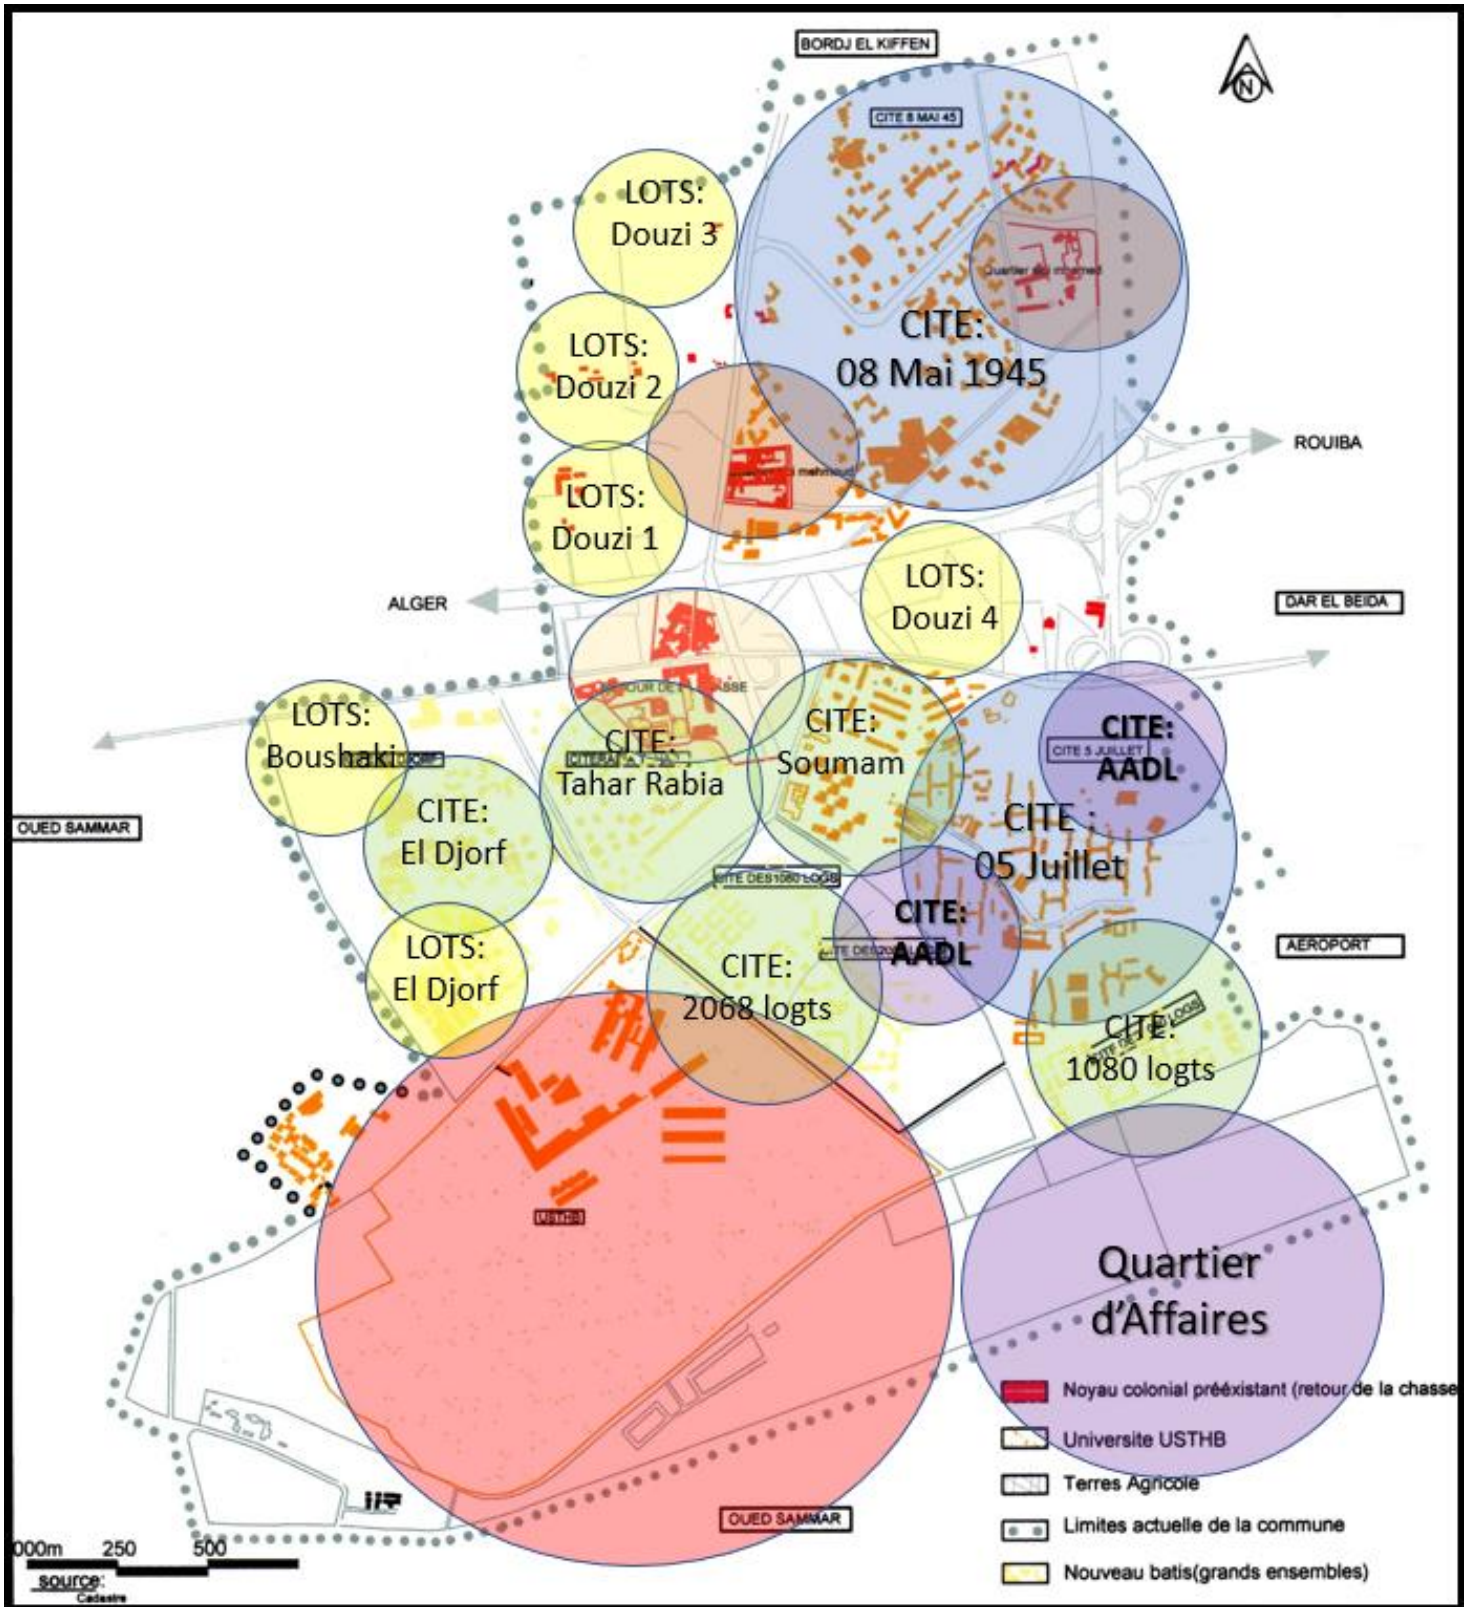 BORDJ EL KIFFEN
N
CITE 8 MAI 45
LOTS:
Douzi 3
CITE:
08 Mai 1945
LOTS:
Douzi 2
ROUIBA
LOTS:
Douzi 1
ALGER
LOTS:
Douzi 4
DAR EL BEIDA
LOTS:
Boushaki
CITE:
Tahar Rabia
CITE:
Soumam
CITE:
AADL
CITE 5 JUILLET
OUED SAMMAR
CITE:
El Djorf
CITE :
05 Juillet
CITE DES1080 LOGS
CITE:
AADL
LOTS:
El Djorf
CITE:
2068 logts
AEROPORT
CITE:
1080 logts
USTHB
Quartier
d'Affaires
Noyau colonial prééxistant (retour de la chasse
Universite USTHB
Terres Agricole
Limites actuelle de la commune
Nouveau batis(grands ensembles)
OUED SAMMAR
000m 250 500
source:
Cadastre